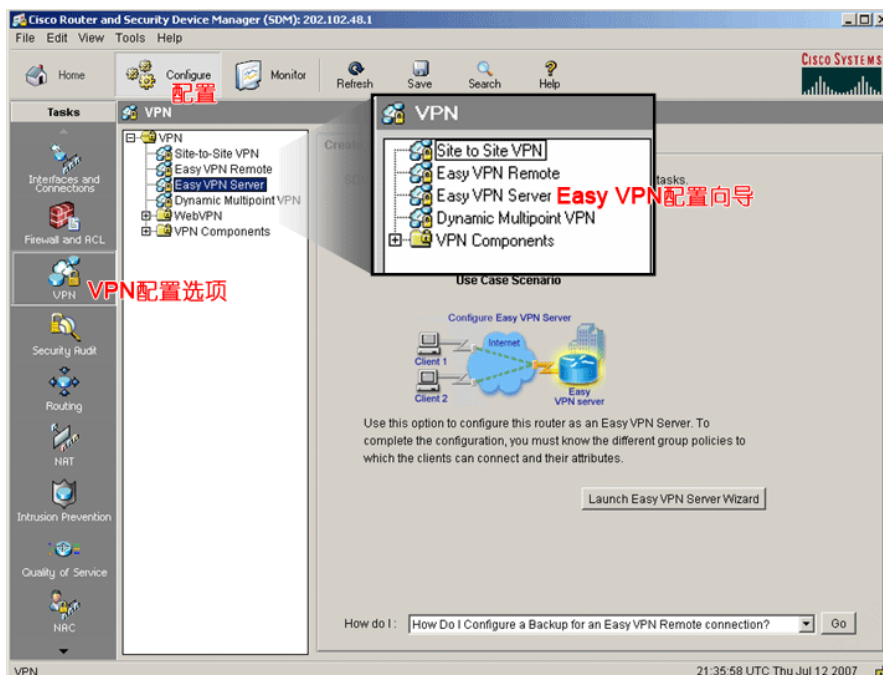 Cisco Router and Security Device Manager (SDM): 202.102.48.1
File Edit View Tools Help
Home
Configure
配置
Monitor
Refresh
Save
Search
Help
CISCO SYSTEMS
Tasks
VPN
Interfaces and
Connections
Firewall and ACL
VPN
VPN配置选项
Security Audit
Routing
NAT
Intrusion Prevention
Quality of Service
NAC
VPN
Site-to-Site VPN
Easy VPN Remote
Easy VPN Server
Dynamic Multipoint VPN
WebVPN
VPN Components
Create
tasks.
VPN
Site to Site VPN
Easy VPN Remote
Easy VPN Server
Easy VPN配置向导
Dynamic Multipoint VPN
VPN Components
Use Case Scenario
Configure Easy VPN Server
Internet
Client 1
Client 2
Easy
VPN server
Use this option to configure this router as an Easy VPN Server. To
complete the configuration, you must know the different group policies to
which the clients can connect and their attributes.
Launch Easy VPN Server Wizard
How do I: How Do I Configure a Backup for an Easy VPN Remote connection? Go
VPN
21:35:58 UTC Thu Jul 12 2007